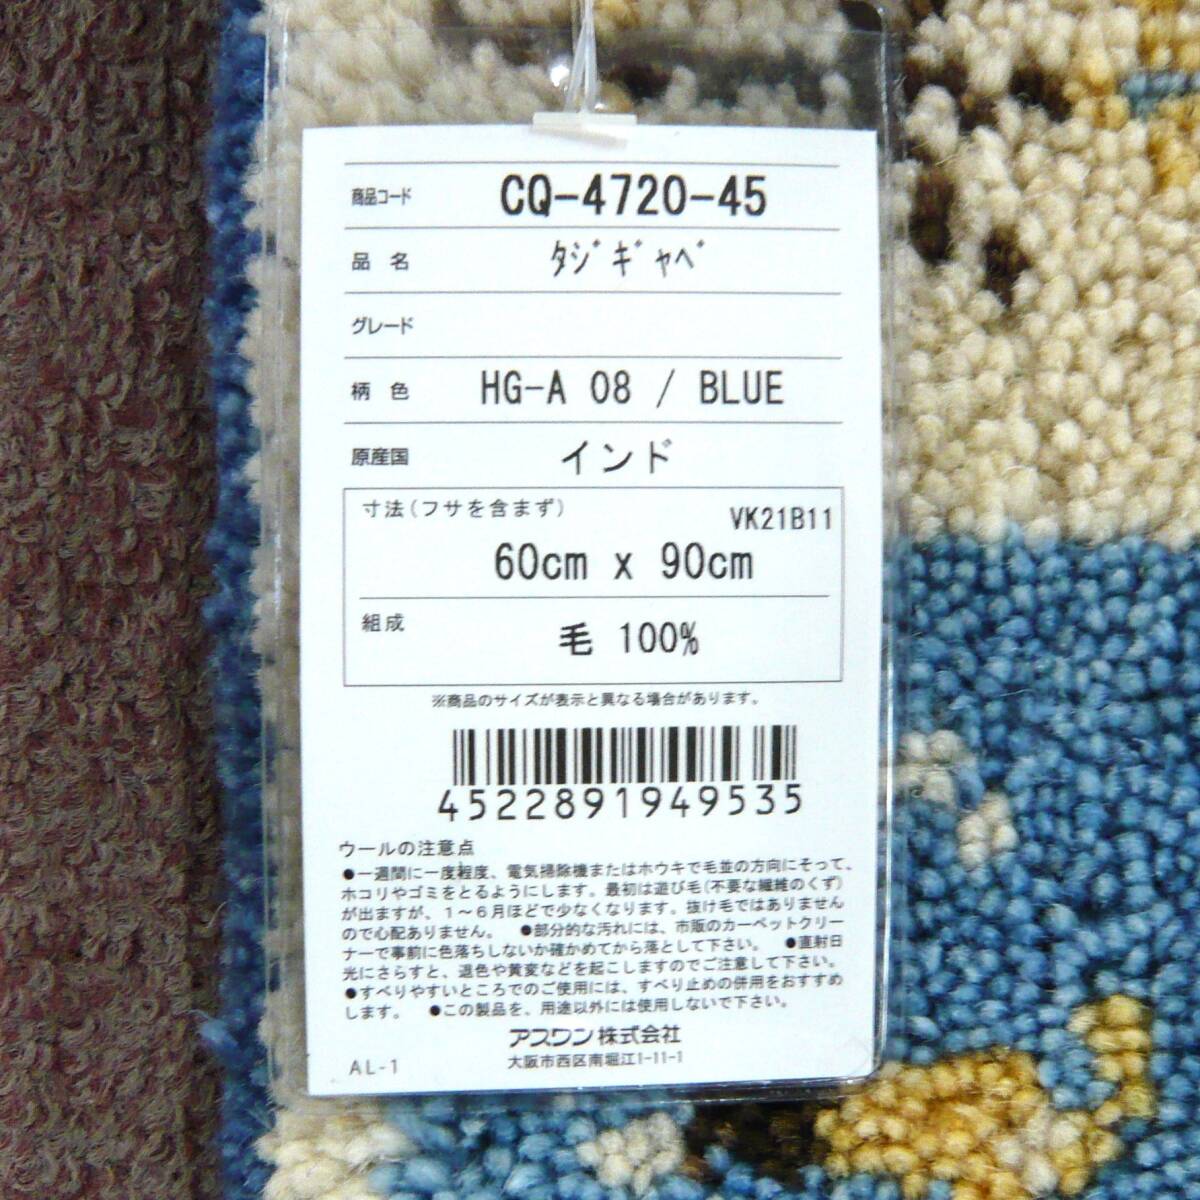 商品コード CQ-4720-45
品名 ﾀｼﾞｷﾞｬﾍﾞ
グレード
柄色 HG-A 08 / BLUE
原産国 インド
寸法(フサを含まず) VK21B11
60cm x 90cm
組成
毛 100%
※商品のサイズが表示と異なる場合があります。
4522891949535
ウールの注意点
●一週間に一度程度、電気掃除機またはホウキで毛並の方向にそって、
ホコリやゴミをとるようにします。最初は遊び毛(不要な繊維のくず)
が出ますが、1〜6月ほどで少なくなります。抜け毛ではありません
ので心配ありません。 ●部分的な汚れには、市販のカーペットクリー
ナーで事前に色落ちしないか確かめてから落として下さい。 ●直射日
光にさらすと、退色や黄変などを起こしますのでご注意して下さい。
●すべりやすいところでのご使用には、すべり止めの併用をおすすめ
します。 ●この製品を、用途以外には使用しないで下さい。
アスワン株式会社
AL-1 大阪市西区南堀江1-11-1